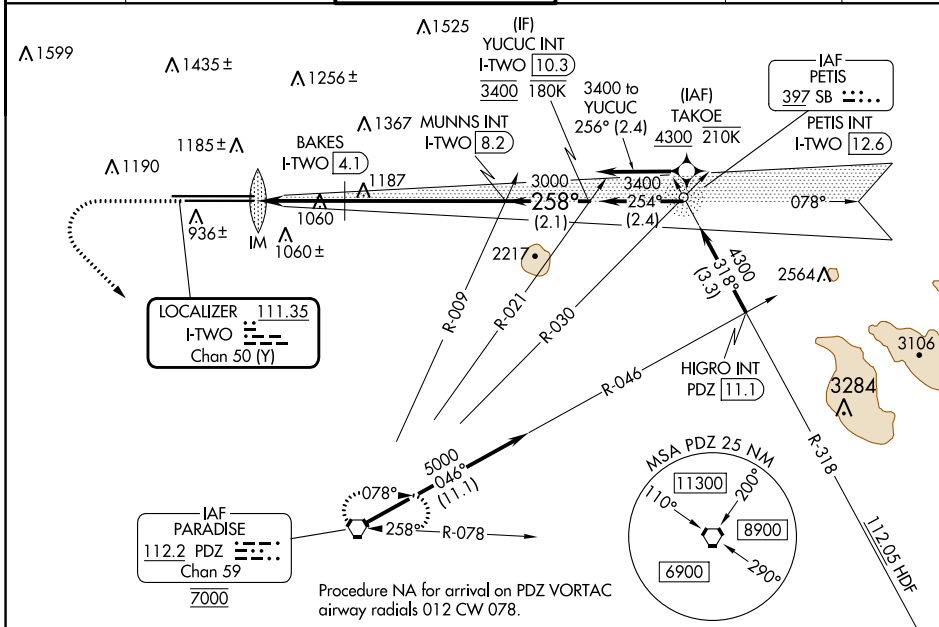 1599
1435 ±
1256 ±
1525
1185 ±
1367
1190
1187
1060
936 ±
1060 ±
IM
BAKES
I-TWO 4.1
MUNNS INT
I-TWO 8.2
(IF)
YUCUC INT
I-TWO 10.3
3400 180K
3400 to
YUCUC
256° (2.4)
(IAF)
TAKOE
4300 210K
IAF
PETIS
397 SB
PETIS INT
I-TWO 12.6
3000
258°
(2.1)
3400
254°
(2.4)
078°
2217
2564
3106
3284
4300
318°
(3.3)
LOCALIZER 111.35
I-TWO
Chan 50 (Y)
R-009
R-021
R-030
R-046
HIGRO INT
PDZ 11.1
R-318
112.05 HDF
5000
046°
(11.1)
078°
258°
R-078
IAF
PARADISE
112.2 PDZ
Chan 59
7000
Procedure NA for arrival on PDZ VORTAC
airway radials 012 CW 078.
MSA PDZ 25 NM
11300
110°
200°
8900
6900
290°